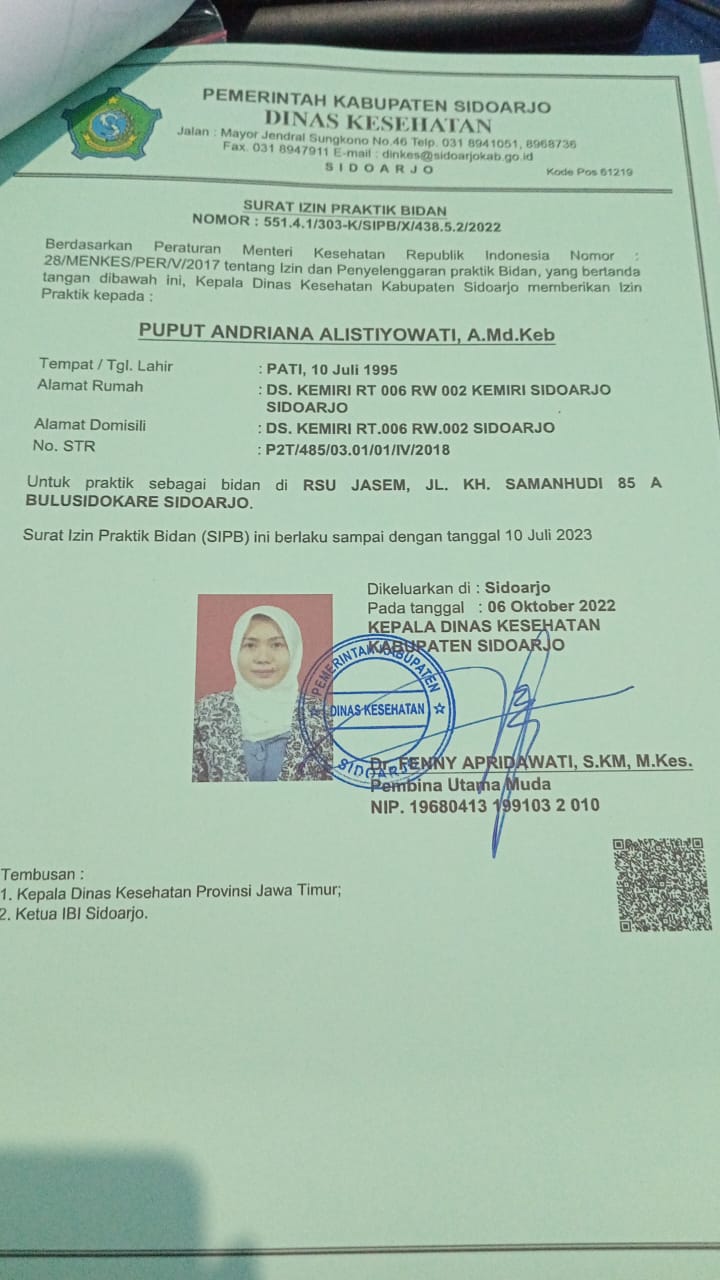 PEMERINTAH KABUPATEN SIDOARJO
DINAS KESEHATAN
Jalan : Mayor Jendral Sungkono No.46 Telp. 031 8941051, 8968736
Fax. 031 8947911 E-mail : dinkes@sidoarjokab.go.id
S I D O A R J O
Kode Pos 61219
SURAT IZIN PRAKTIK BIDAN
NOMOR : 551.4.1/303-K/SIPB/X/438.5.2/2022
Berdasarkan Peraturan Menteri Kesehatan Republik Indonesia Nomor :
28/MENKES/PER/V/2017 tentang Izin dan Penyelenggaran praktik Bidan, yang bertanda
tangan dibawah ini, Kepala Dinas Kesehatan Kabupaten Sidoarjo memberikan Izin
Praktik kepada :
PUPUT ANDRIANA ALISTIYOWATI, A.Md.Keb
Tempat / Tgl. Lahir : PATI, 10 Juli 1995
Alamat Rumah : DS. KEMIRI RT 006 RW 002 KEMIRI SIDOARJO
SIDOARJO
Alamat Domisili : DS. KEMIRI RT.006 RW.002 SIDOARJO
No. STR : P2T/485/03.01/01/IV/2018
Untuk praktik sebagai bidan di RSU JASEM, JL. KH. SAMANHUDI 85 A
BULUSIDOKARE SIDOARJO.
Surat Izin Praktik Bidan (SIPB) ini berlaku sampai dengan tanggal 10 Juli 2023
Dikeluarkan di : Sidoarjo
Pada tanggal : 06 Oktober 2022
KEPALA DINAS KESEHATAN
KABUPATEN SIDOARJO
PEMERINTAH KABUPATEN
DINAS KESEHATAN
SIDOARJO
Dr. FENNY APRIDAWATI, S.KM, M.Kes.
Pembina Utama Muda
NIP. 19680413 199103 2 010
Tembusan :
1. Kepala Dinas Kesehatan Provinsi Jawa Timur;
2. Ketua IBI Sidoarjo.